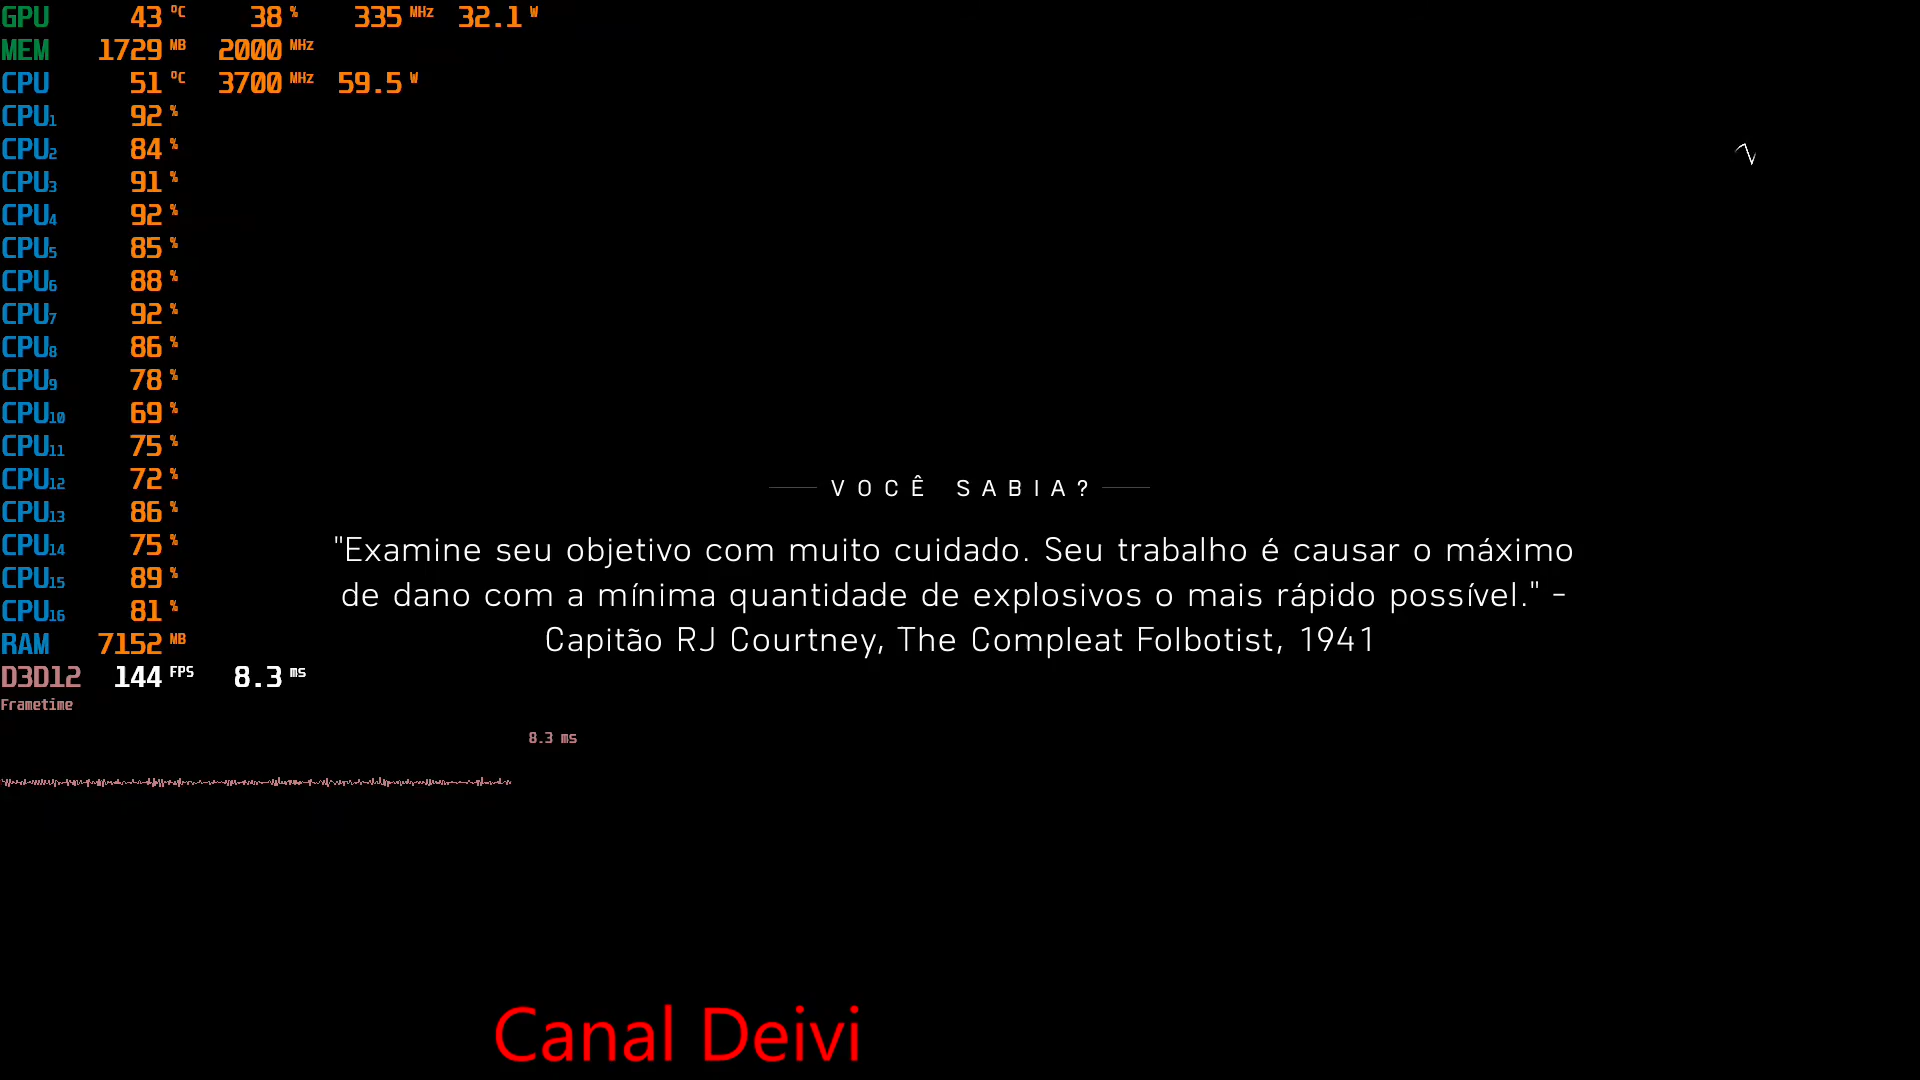 GPU 43 °C 38 % 335 MHz 32.1 W
MEM 1729 MB 2000 MHz
CPU 51 °C 3700 MHz 59.5 W
CPU1 92 %
CPU2 84 %
CPU3 91 %
CPU4 92 %
CPU5 85 %
CPU6 88 %
CPU7 92 %
CPU8 86 %
CPU9 78 %
CPU10 69 %
CPU11 75 %
CPU12 72 %
CPU13 86 %
CPU14 75 %
CPU15 89 %
CPU16 81 %
RAM 7152 MB
D3D12 144 FPS 8.3 ms
Frametime
8.3 ms
VOCÊ SABIA?
"Examine seu objetivo com muito cuidado. Seu trabalho é causar o máximo
de dano com a mínima quantidade de explosivos o mais rápido possível." -
Capitão RJ Courtney, The Compleat Folbotist, 1941
Canal Deivi